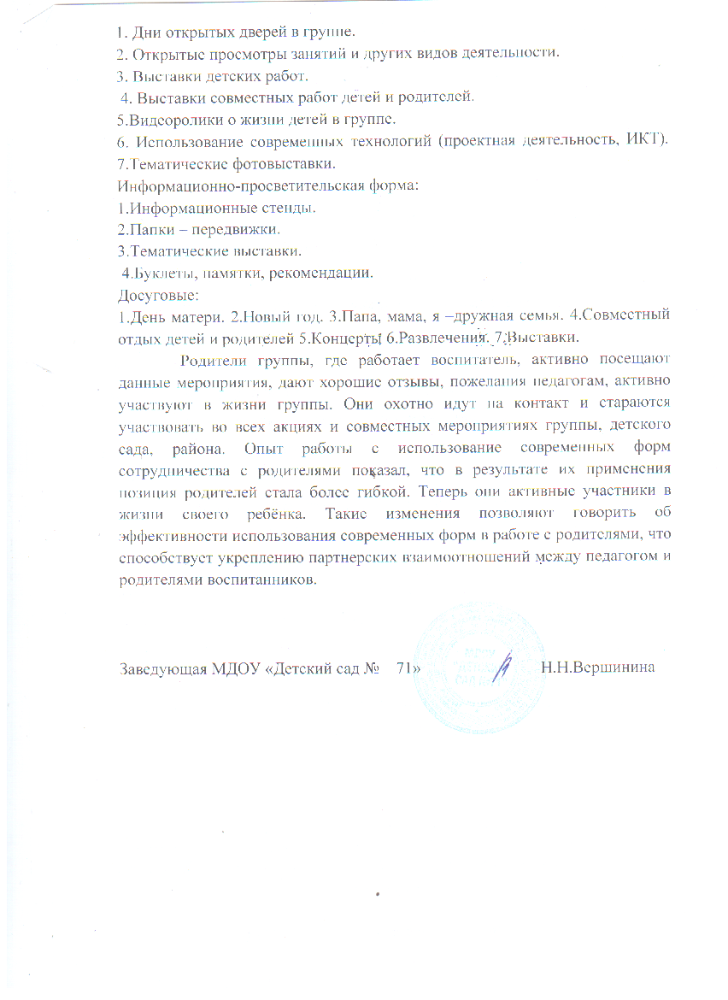 1. Дни открытых дверей в группе.
2. Открытые просмотры занятий и других видов деятельности.
3. Выставки детских работ.
4. Выставки совместных работ детей и родителей.
5.Видеоролики о жизни детей в группе.
6. Использование современных технологий (проектная деятельность, ИКТ).
7.Тематические фотовыставки.
Информационно-просветительская форма:
1.Информационные стенды.
2.Папки – передвижки.
3.Тематические выставки.
4.Буклеты, памятки, рекомендации.
Досуговые:
1.День матери. 2.Новый год. 3.Папа, мама, я –дружная семья. 4.Совместный
отдых детей и родителей 5.Концерты 6.Развлечения. 7.Выставки.
Родители группы, где работает воспитатель, активно посещают
данные мероприятия, дают хорошие отзывы, пожелания педагогам, активно
участвуют в жизни группы. Они охотно идут на контакт и стараются
участвовать во всех акциях и совместных мероприятиях группы, детского
сада, района. Опыт работы с использование современных форм
сотрудничества с родителями показал, что в результате их применения
позиция родителей стала более гибкой. Теперь они активные участники в
жизни своего ребёнка. Такие изменения позволяют говорить об
эффективности использования современных форм в работе с родителями, что
способствует укреплению партнерских взаимоотношений между педагогом и
родителями воспитанников.
Заведующая МДОУ «Детский сад № 71» Н.Н.Вершинина